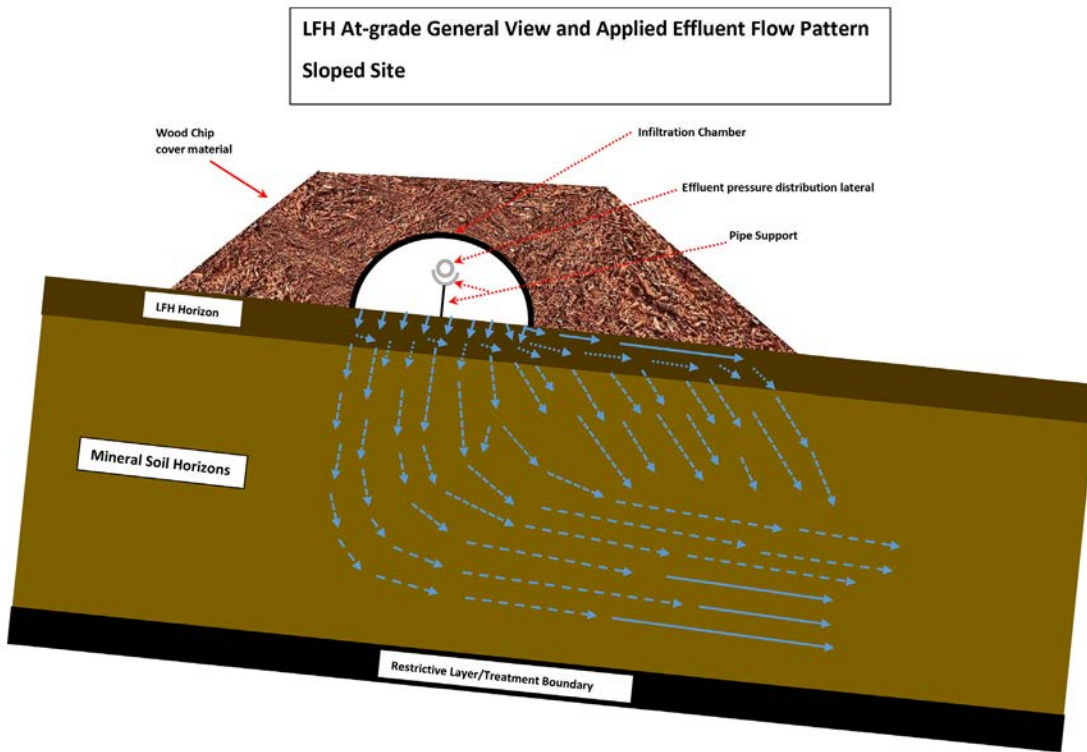 LFH At-grade General View and Applied Effluent Flow Pattern
Sloped Site
Wood Chip
cover material
Infiltration Chamber
Effluent pressure distribution lateral
Pipe Support
LFH Horizon
Mineral Soil Horizons
Restrictive Layer/Treatment Boundary